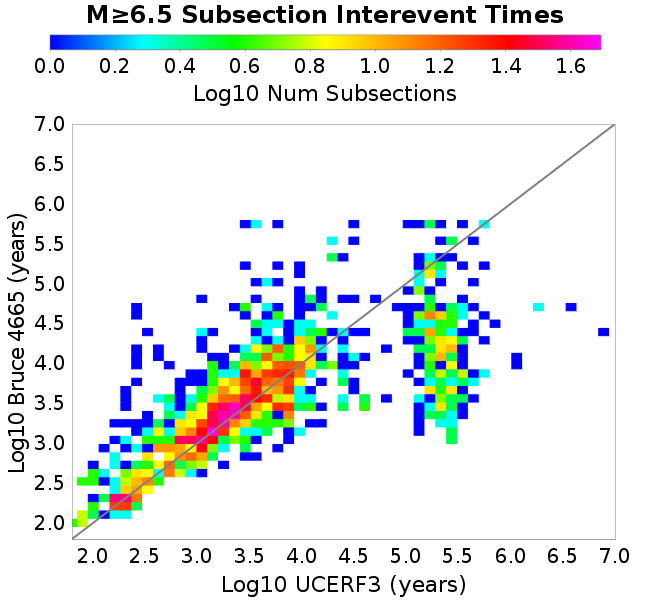 M≥6.5 Subsection Interevent Times
0.0 0.2 0.4 0.6 0.8 1.0 1.2 1.4 1.6
Log10 Num Subsections
7.0
6.5
6.0
5.5
5.0
4.5
4.0
3.5
3.0
2.5
2.0
Log10 Bruce 4665 (years)
2.0 2.5 3.0 3.5 4.0 4.5 5.0 5.5 6.0 6.5 7.0
Log10 UCERF3 (years)